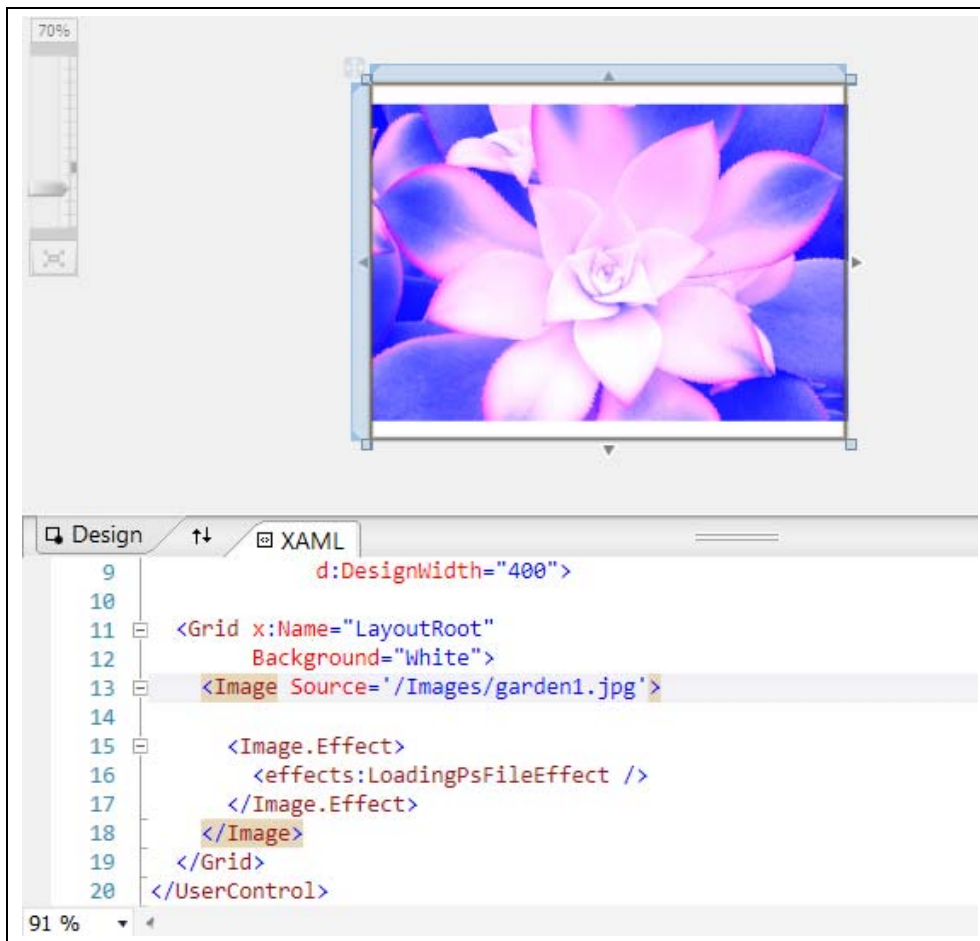 70%
Design XAML
9 d:DesignWidth="400">
10
11 <Grid x:Name="LayoutRoot"
12 Background="White">
13 <Image Source='/Images/garden1.jpg'>
14
15 <Image.Effect>
16 <effects:LoadingPsFileEffect />
17 </Image.Effect>
18 </Image>
19 </Grid>
20 </UserControl>
91 %